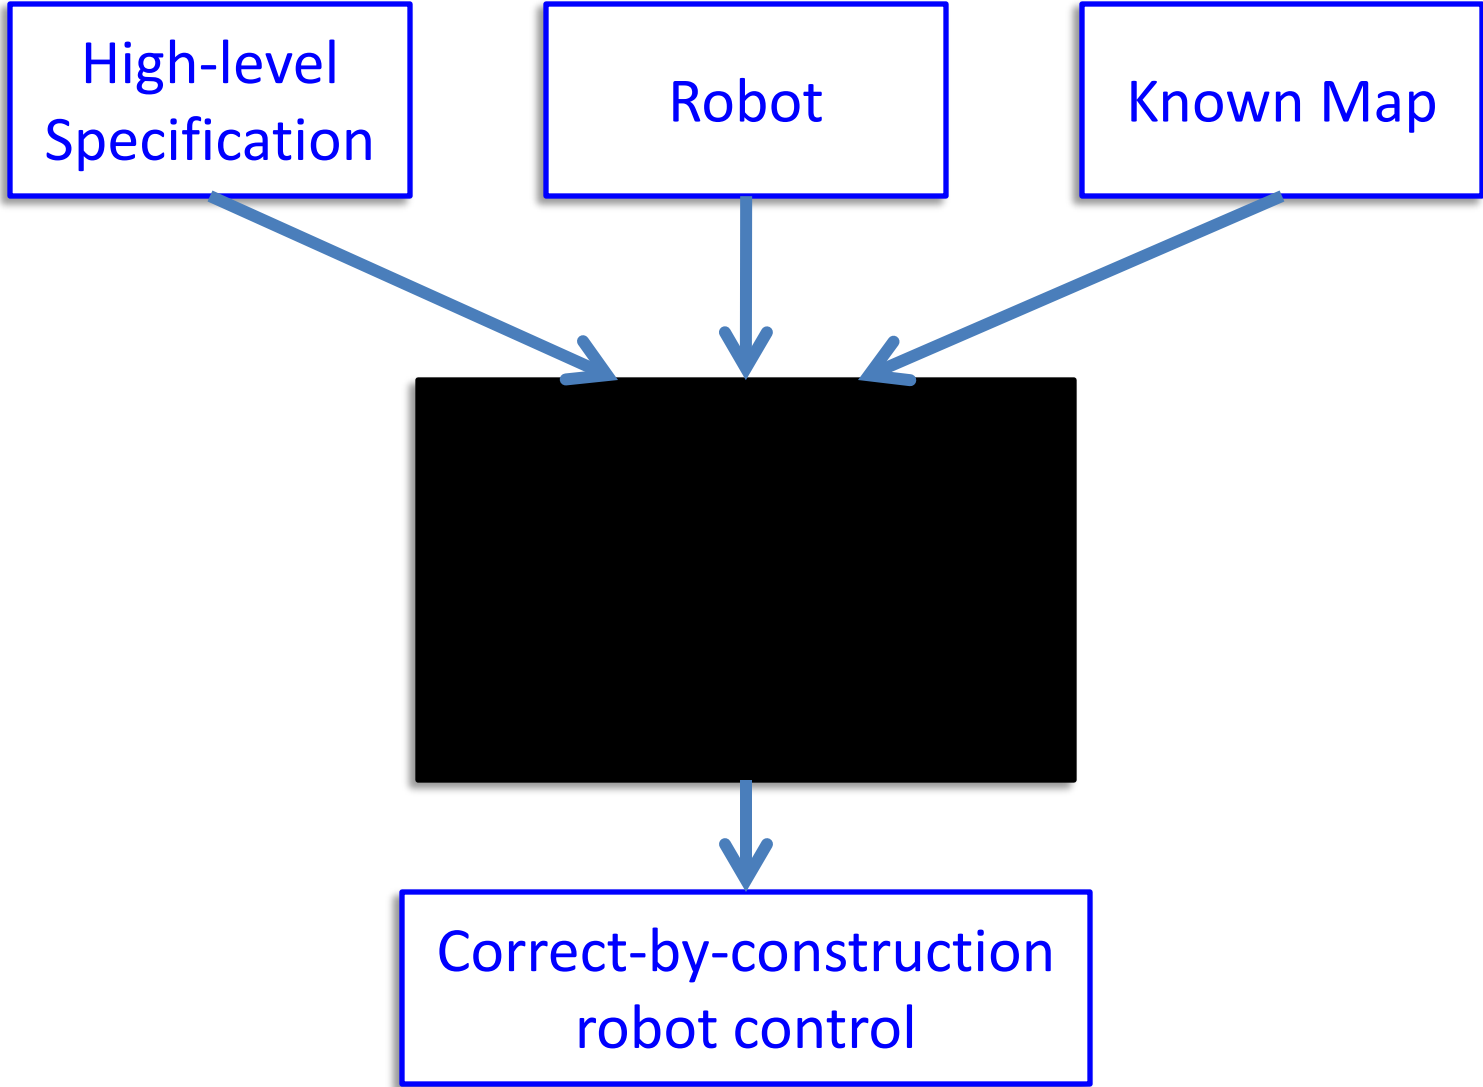 High-level
Specification
Robot
Known Map
Correct-by-construction
robot control